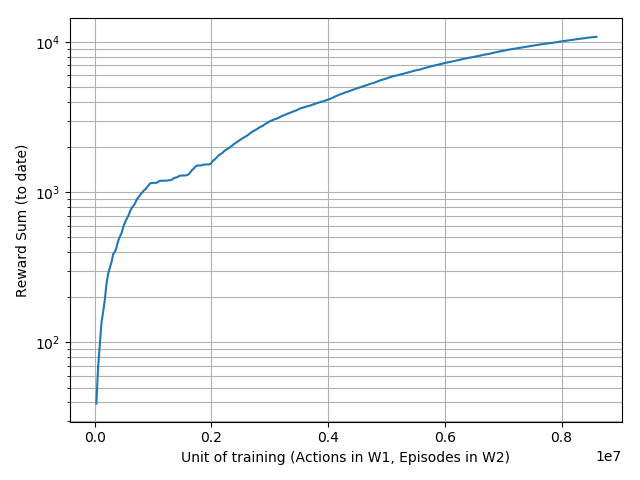 10^4
10^3
10^2
Reward Sum (to date)
0.0 0.2 0.4 0.6 0.8
1e7
Unit of training (Actions in W1, Episodes in W2)